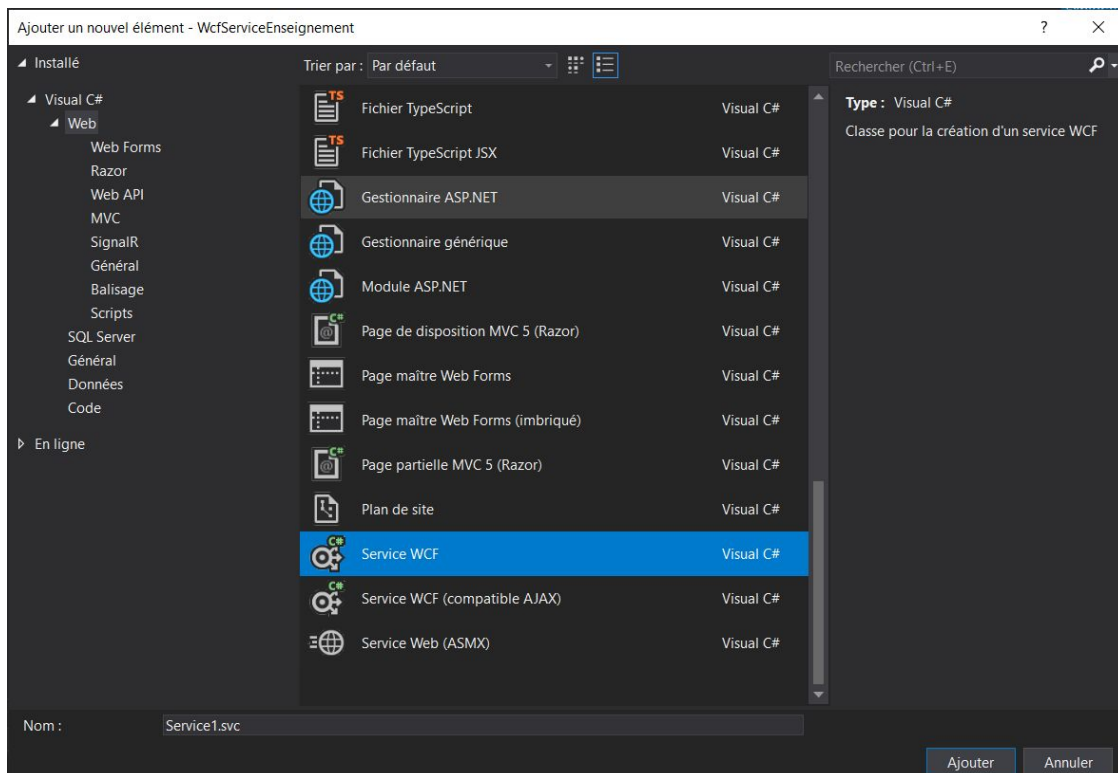 Ajouter un nouvel élément - WcfServiceEnseignement
?
Installé
Visual C#
Web
Web Forms
Razor
Web API
MVC
SignalR
Général
Balisage
Scripts
SQL Server
Général
Données
Code
En ligne
Trier par : Par défaut
TS Fichier TypeScript Visual C#
TS Fichier TypeScript JSX Visual C#
Gestionnaire ASP.NET Visual C#
Gestionnaire générique Visual C#
Module ASP.NET Visual C#
C# @ Page de disposition MVC 5 (Razor) Visual C#
Page maître Web Forms Visual C#
Page maître Web Forms (imbriqué) Visual C#
C# @ Page partielle MVC 5 (Razor) Visual C#
Plan de site Visual C#
C# Service WCF Visual C#
C# Service WCF (compatible AJAX) Visual C#
Service Web (ASMX) Visual C#
Rechercher (Ctrl+E)
Type : Visual C#
Classe pour la création d'un service WCF
Nom : Service1.svc
Ajouter Annuler